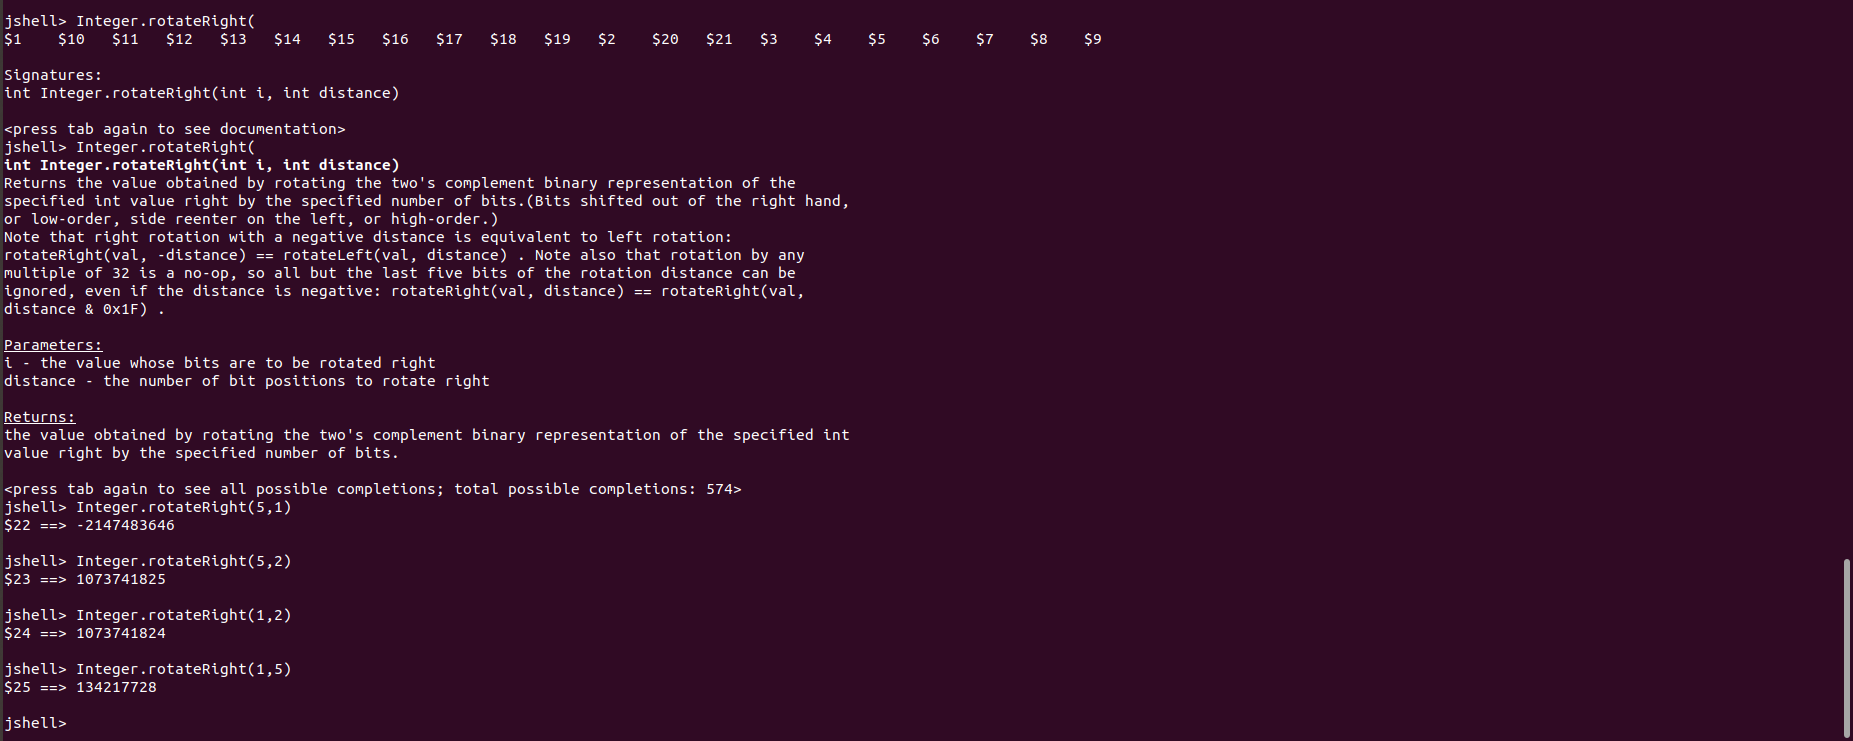 jshell> Integer.rotateRight(
$1    $10   $11   $12   $13   $14   $15   $16   $17   $18   $19   $2    $20   $21   $3    $4    $5    $6    $7    $8    $9
Signatures:
int Integer.rotateRight(int i, int distance)
<press tab again to see documentation>
jshell> Integer.rotateRight(
int Integer.rotateRight(int i, int distance)
Returns the value obtained by rotating the two's complement binary representation of the
specified int value right by the specified number of bits.(Bits shifted out of the right hand,
or low-order, side reenter on the left, or high-order.)
Note that right rotation with a negative distance is equivalent to left rotation:
rotateRight(val, -distance) == rotateLeft(val, distance) . Note also that rotation by any
multiple of 32 is a no-op, so all but the last five bits of the rotation distance can be
ignored, even if the distance is negative: rotateRight(val, distance) == rotateRight(val,
distance & 0x1F) .
Parameters:
i - the value whose bits are to be rotated right
distance - the number of bit positions to rotate right
Returns:
the value obtained by rotating the two's complement binary representation of the specified int
value right by the specified number of bits.
<press tab again to see all possible completions; total possible completions: 574>
jshell> Integer.rotateRight(5,1)
$22 ==> -2147483646
jshell> Integer.rotateRight(5,2)
$23 ==> 1073741825
jshell> Integer.rotateRight(1,2)
$24 ==> 1073741824
jshell> Integer.rotateRight(1,5)
$25 ==> 134217728
jshell>